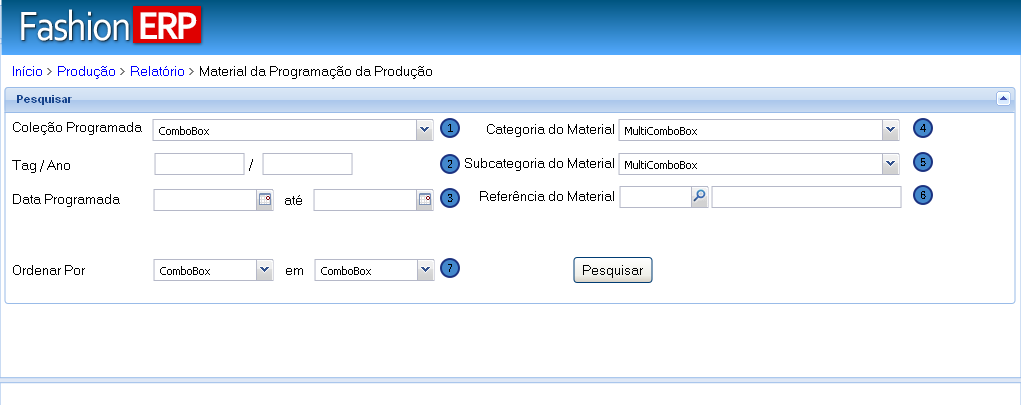 Fashion ERP
Início > Produção > Relatório > Material da Programação da Produção
Pesquisar
Coleção Programada ComboBox 1 Categoria do Material MultiComboBox 4
Tag / Ano / 2 Subcategoria do Material MultiComboBox 5
Data Programada até 3 Referência do Material 6
Ordenar Por ComboBox em ComboBox 7 Pesquisar